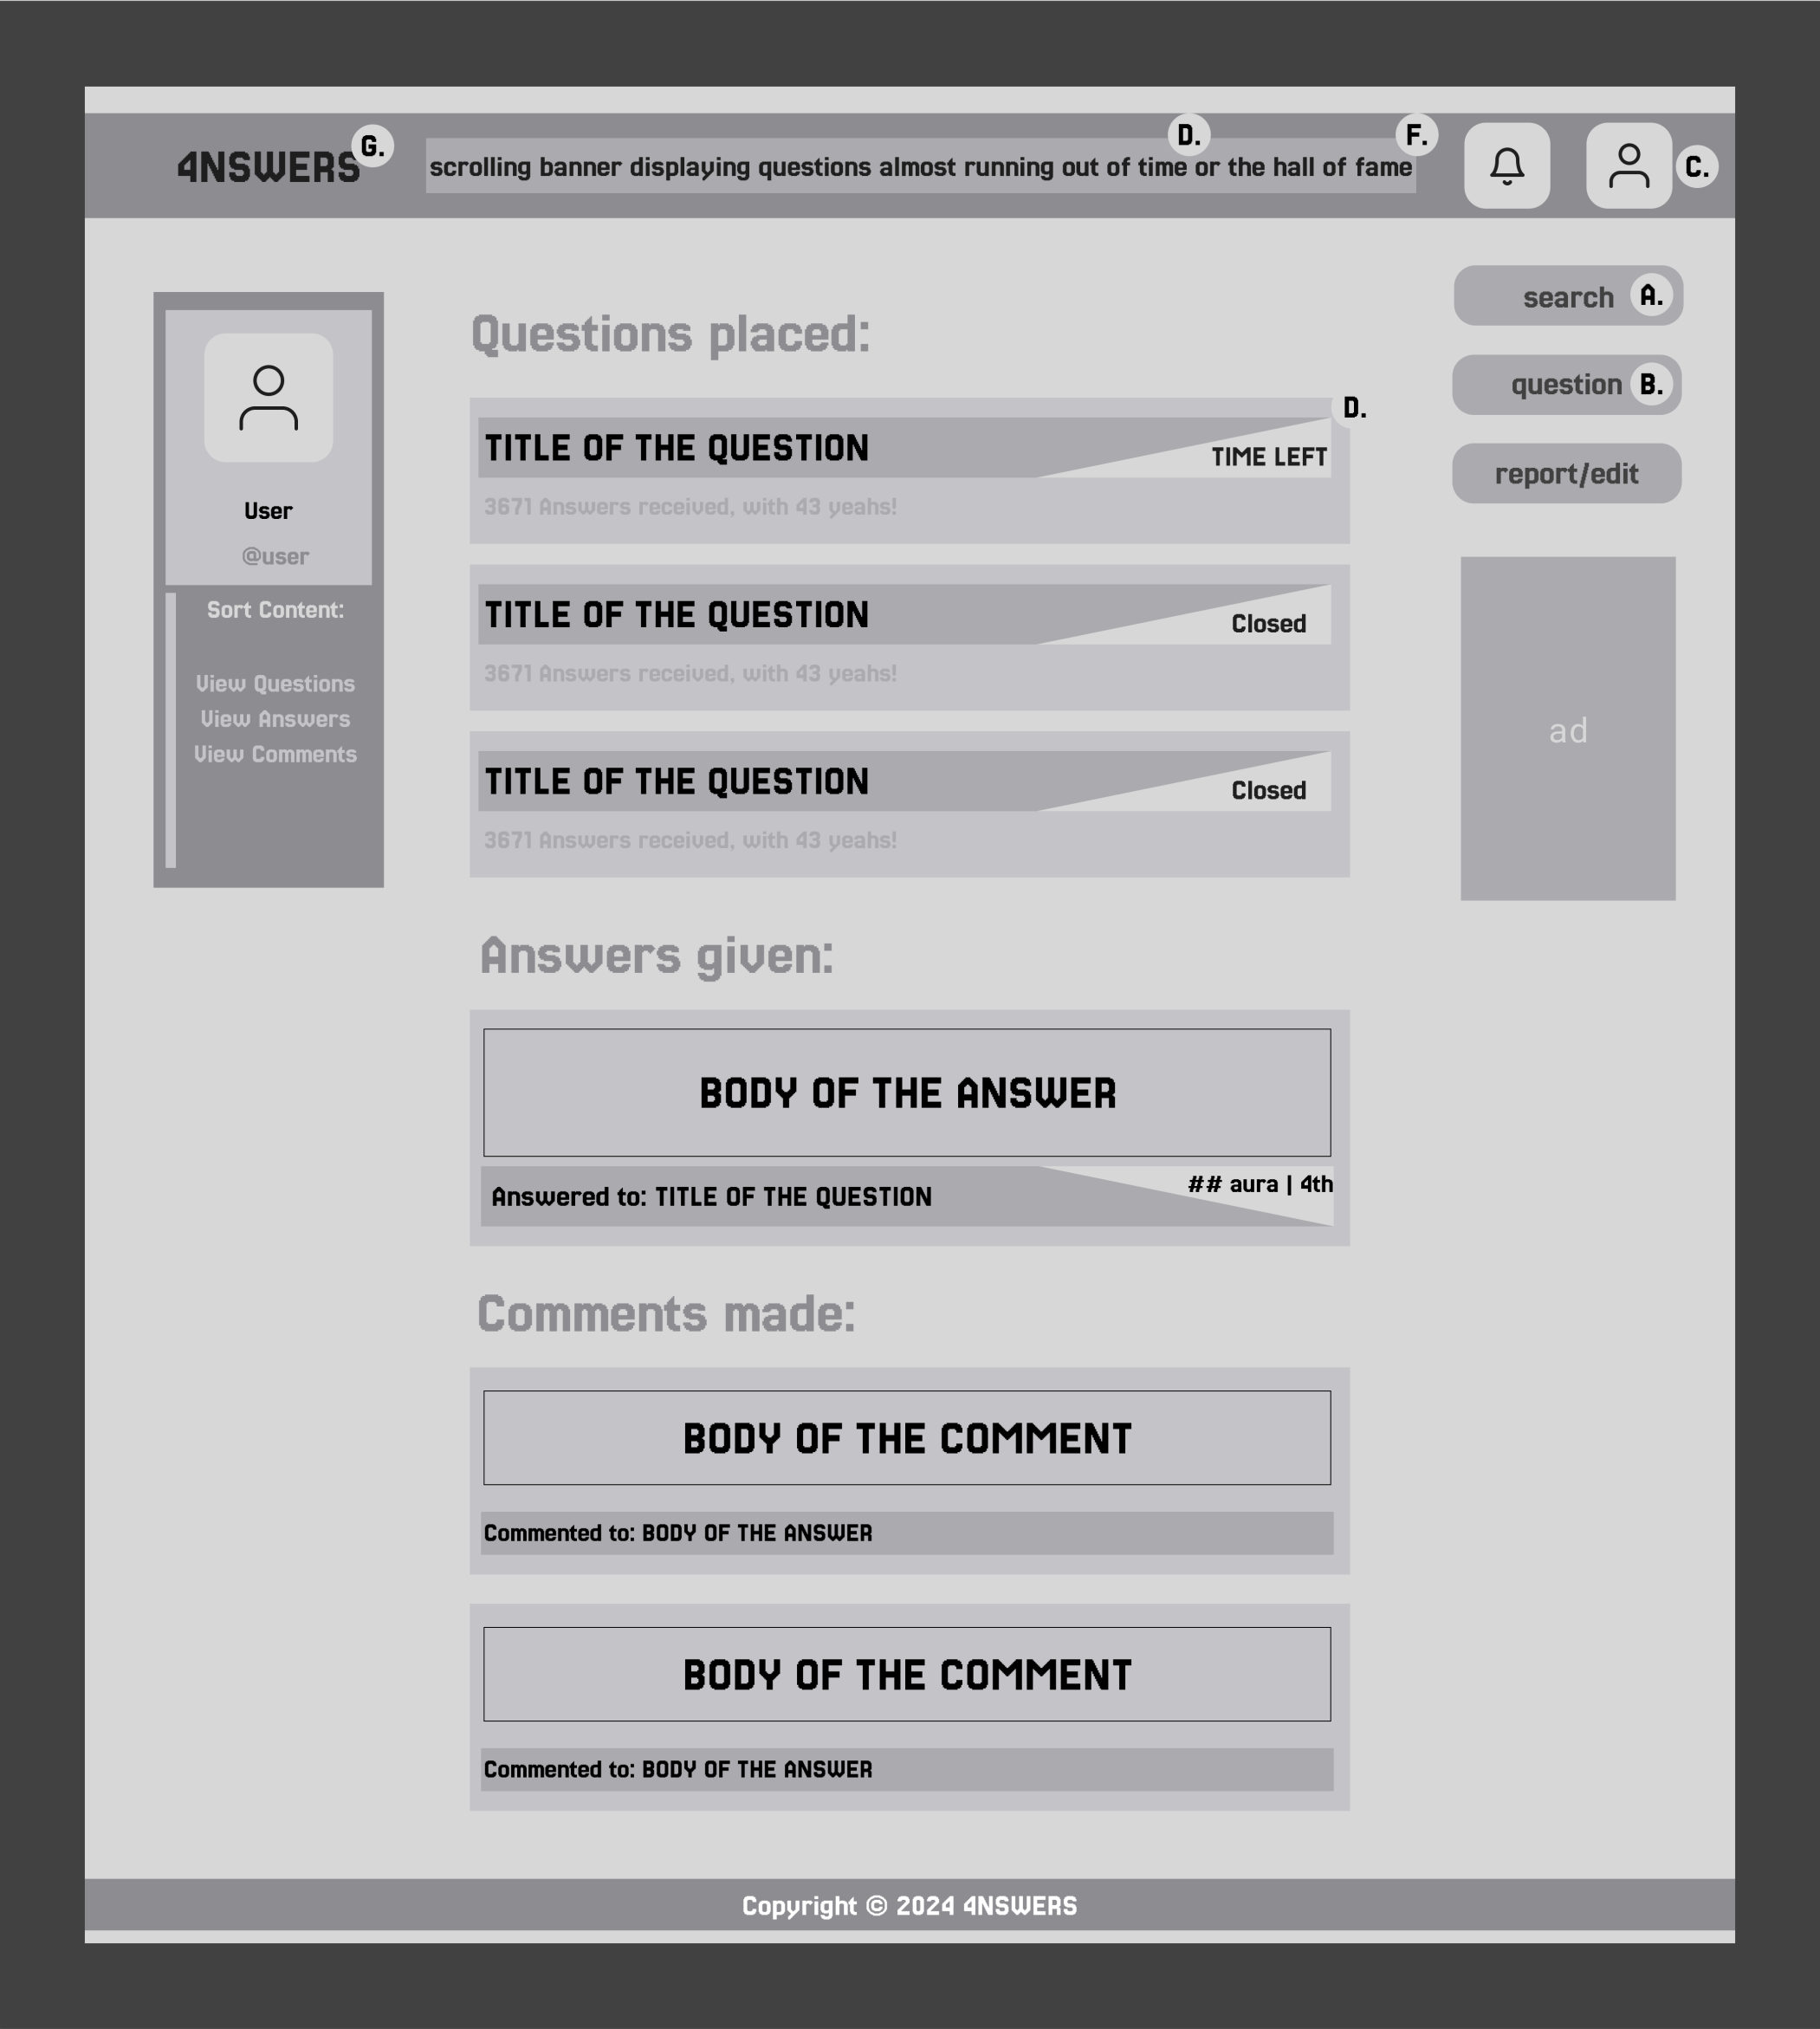 4NSWERS G.
scrolling banner displaying questions almost running out of time or the hall of fame
D.
F.
C.
search A.
question B.
report/edit
ad
User
@user
Sort Content:
View Questions
View Answers
View Comments
Questions placed:
D.
TITLE OF THE QUESTION
TIME LEFT
3671 Answers received, with 43 yeahs!
TITLE OF THE QUESTION
Closed
3671 Answers received, with 43 yeahs!
TITLE OF THE QUESTION
Closed
3671 Answers received, with 43 yeahs!
Answers given:
BODY OF THE ANSWER
Answered to: TITLE OF THE QUESTION
## aura | 4th
Comments made:
BODY OF THE COMMENT
Commented to: BODY OF THE ANSWER
BODY OF THE COMMENT
Commented to: BODY OF THE ANSWER
Copyright © 2024 4NSWERS